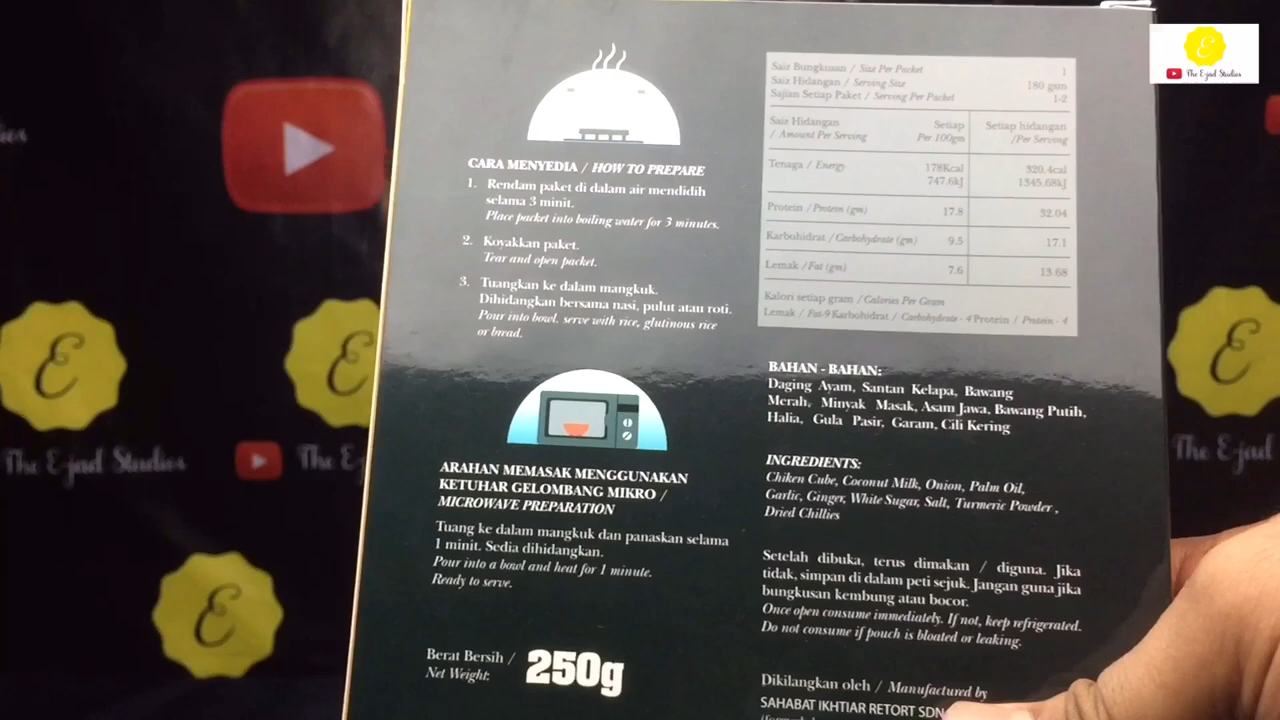 The E-jad Studios
CARA MENYEDIA / HOW TO PREPARE
1. Rendam paket di dalam air mendidih
selama 3 minit.
Place packet into boiling water for 3 minutes.
2. Koyakkan paket.
Tear and open packet.
3. Tuangkan ke dalam mangkuk.
Dihidangkan bersama nasi, pulut atau roti.
Pour into bowl. serve with rice, glutinous rice
or bread.
ARAHAN MEMASAK MENGGUNAKAN
KETUHAR GELOMBANG MIKRO /
MICROWAVE PREPARATION
Tuang ke dalam mangkuk dan panaskan selama
1 minit. Sedia dihidangkan.
Pour into a bowl and heat for 1 minute.
Ready to serve.
Berat Bersih /
Net Weight:
250g
Saiz Bungkusan / Size Per Packet 1
Saiz Hidangan / Serving Size 180 gm
Sajian Setiap Paket / Serving Per Packet 1-2
Saiz Hidangan Setiap Setiap hidangan
/ Amount Per Serving Per 100gm /Per Serving
Tenaga / Energy 178Kcal 320.4cal
747.6kJ 1345.68kJ
Protein / Protein (gm) 17.8 32.04
Karbohidrat / Carbohydrate (gm) 9.5 17.1
Lemak / Fat (gm) 7.6 13.68
Kalori setiap gram / Calories Per Gram
Lemak / Fat-9 Karbohidrat / Carbohydrate - 4 Protein / Protein - 4
BAHAN - BAHAN:
Daging Ayam, Santan Kelapa, Bawang
Merah, Minyak Masak, Asam Jawa, Bawang Putih,
Halia, Gula Pasir, Garam, Cili Kering
INGREDIENTS:
Chiken Cube, Coconut Milk, Onion, Palm Oil,
Garlic, Ginger, White Sugar, Salt, Turmeric Powder ,
Dried Chillies
Setelah dibuka, terus dimakan / diguna. Jika
tidak, simpan di dalam peti sejuk. Jangan guna jika
bungkusan kembung atau bocor.
Once open consume immediately. If not, keep refrigerated.
Do not consume if pouch is bloated or leaking.
Dikilangkan oleh / Manufactured by
SAHABAT IKHTIAR RETORT SDN
The E-jad Studios
The E-
The E-jad